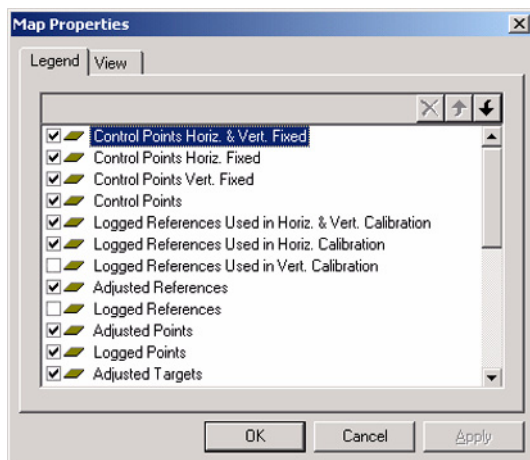 Map Properties
Legend View
Control Points Horiz. & Vert. Fixed
Control Points Horiz. Fixed
Control Points Vert. Fixed
Control Points
Logged References Used in Horiz. & Vert. Calibration
Logged References Used in Horiz. Calibration
Logged References Used in Vert. Calibration
Adjusted References
Logged References
Adjusted Points
Logged Points
Adjusted Targets
OK Cancel Apply